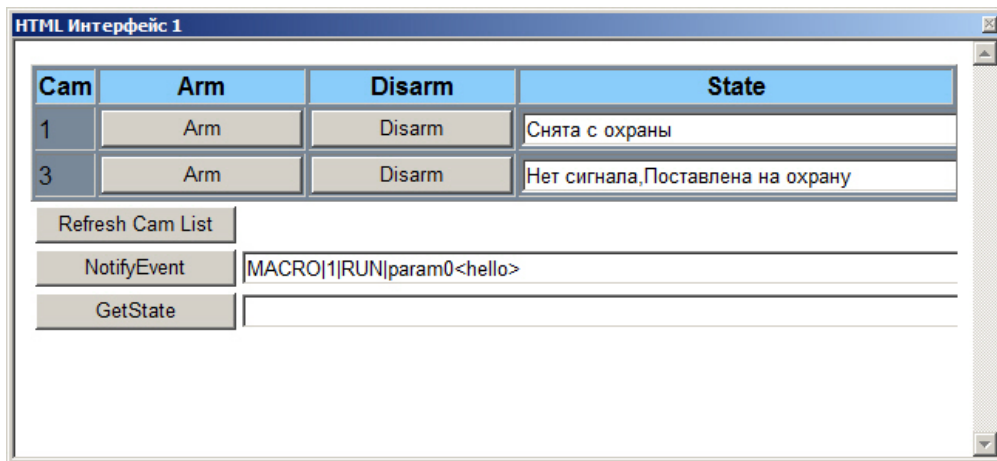 HTML Интерфейс 1
Cam Arm Disarm State
1 Arm Disarm Снята с охраны
3 Arm Disarm Нет сигнала,Поставлена на охрану
Refresh Cam List
NotifyEvent MACRO|1|RUN|param0<hello>
GetState